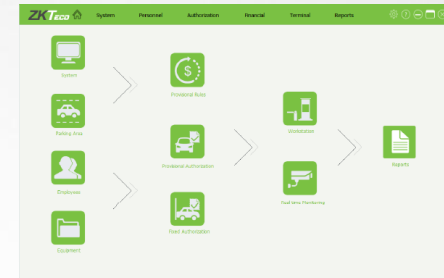 ZKTeco System Personnel Authorization Financial Terminal Reports
System
Provisional Rules
Parking Area
Workstation
Provisional Authorization
Reports
Employees
Real-time Monitoring
Fixed Authorization
Equipment